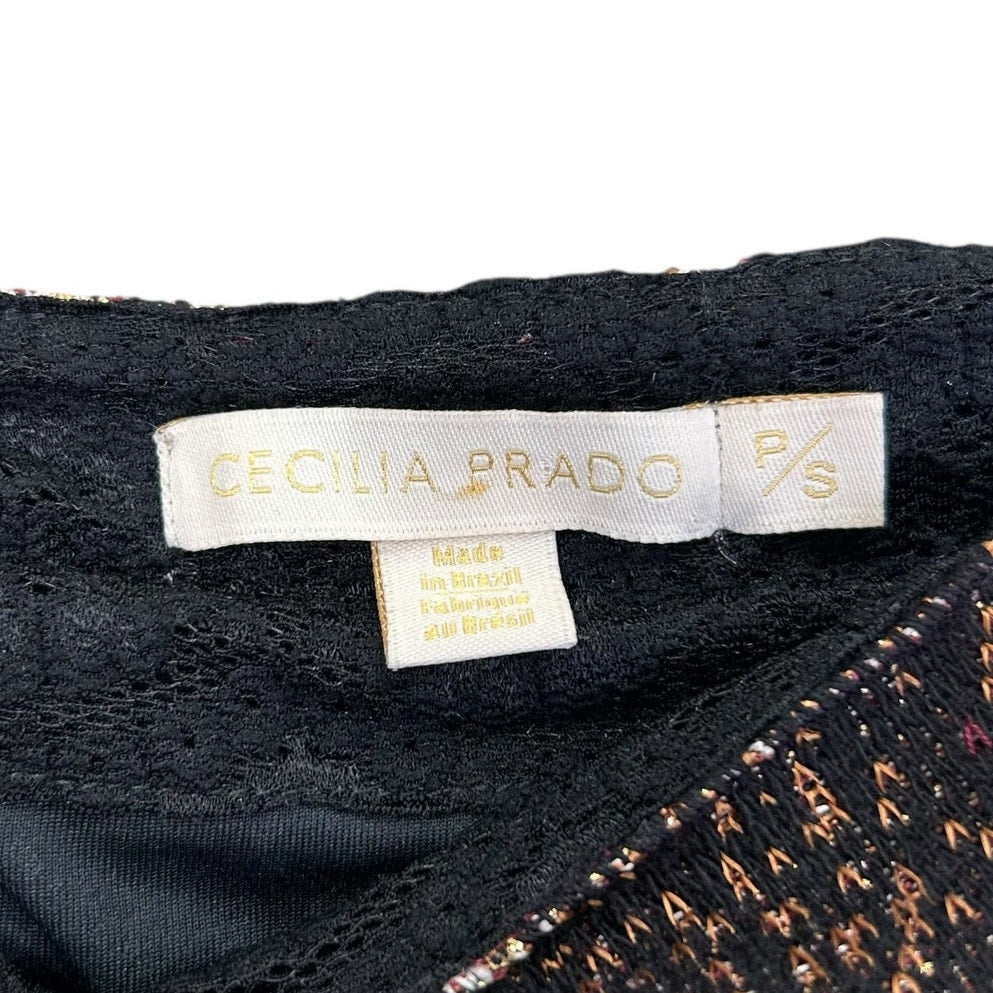 CECILIA PRADO
P/S
Made
in Brazil
Fabriqué
au Brésil